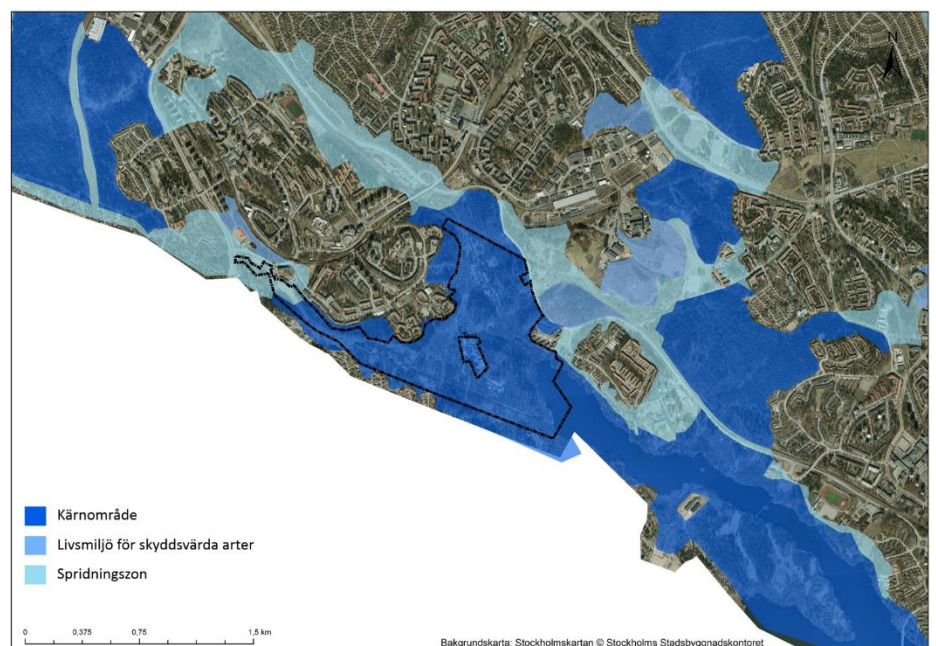 N
Kärnområde
Livsmiljö för skyddsvärda arter
Spridningszon
0 0,375 0,75 1,5 km
Bakgrundskarta: Stockholmskartan © Stockholms Stadsbyggnadskontoret